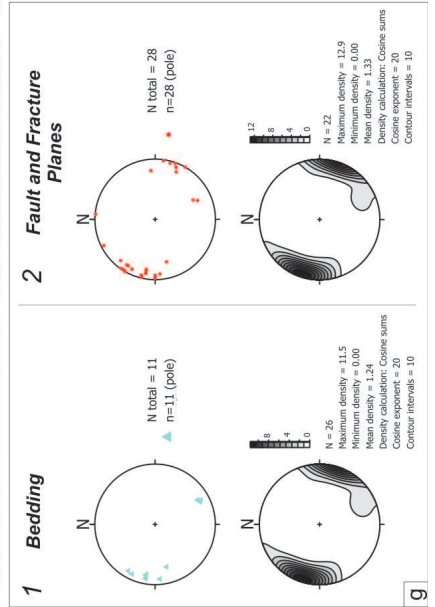 1 Bedding
N
N total = 11
n=11 (pole)
N
8
4
0
N = 26
Maximum density = 11.5
Minimum density = 0.00
Mean density = 1.24
Density calculation: Cosine sums
Cosine exponent = 20
Contour intervals = 10
2 Fault and Fracture
Planes
N
N total = 28
n=28 (pole)
N
12
8
4
0
N = 22
Maximum density = 12.9
Minimum density = 0.00
Mean density = 1.33
Density calculation: Cosine sums
Cosine exponent = 20
Contour intervals = 10
g